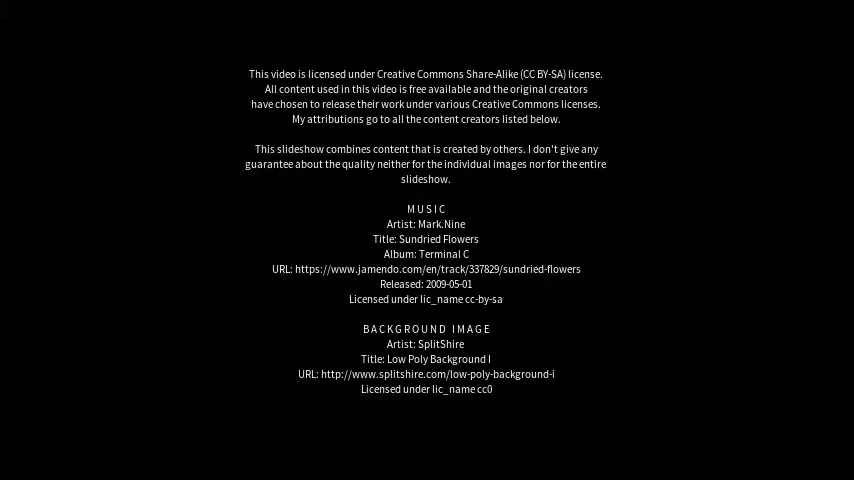 This video is licensed under Creative Commons Share-Alike (CC BY-SA) license.
All content used in this video is free available and the original creators
have chosen to release their work under various Creative Commons licenses.
My attributions go to all the content creators listed below.
This slideshow combines content that is created by others. I don't give any
guarantee about the quality neither for the individual images nor for the entire
slideshow.
MUSIC
Artist: Mark.Nine
Title: Sundried Flowers
Album: Terminal C
URL: https://www.jamendo.com/en/track/337829/sundried-flowers
Released: 2009-05-01
Licensed under lic_name cc-by-sa
BACKGROUND IMAGE
Artist: SplitShire
Title: Low Poly Background I
URL: http://www.splitshire.com/low-poly-background-i
Licensed under lic_name cc0